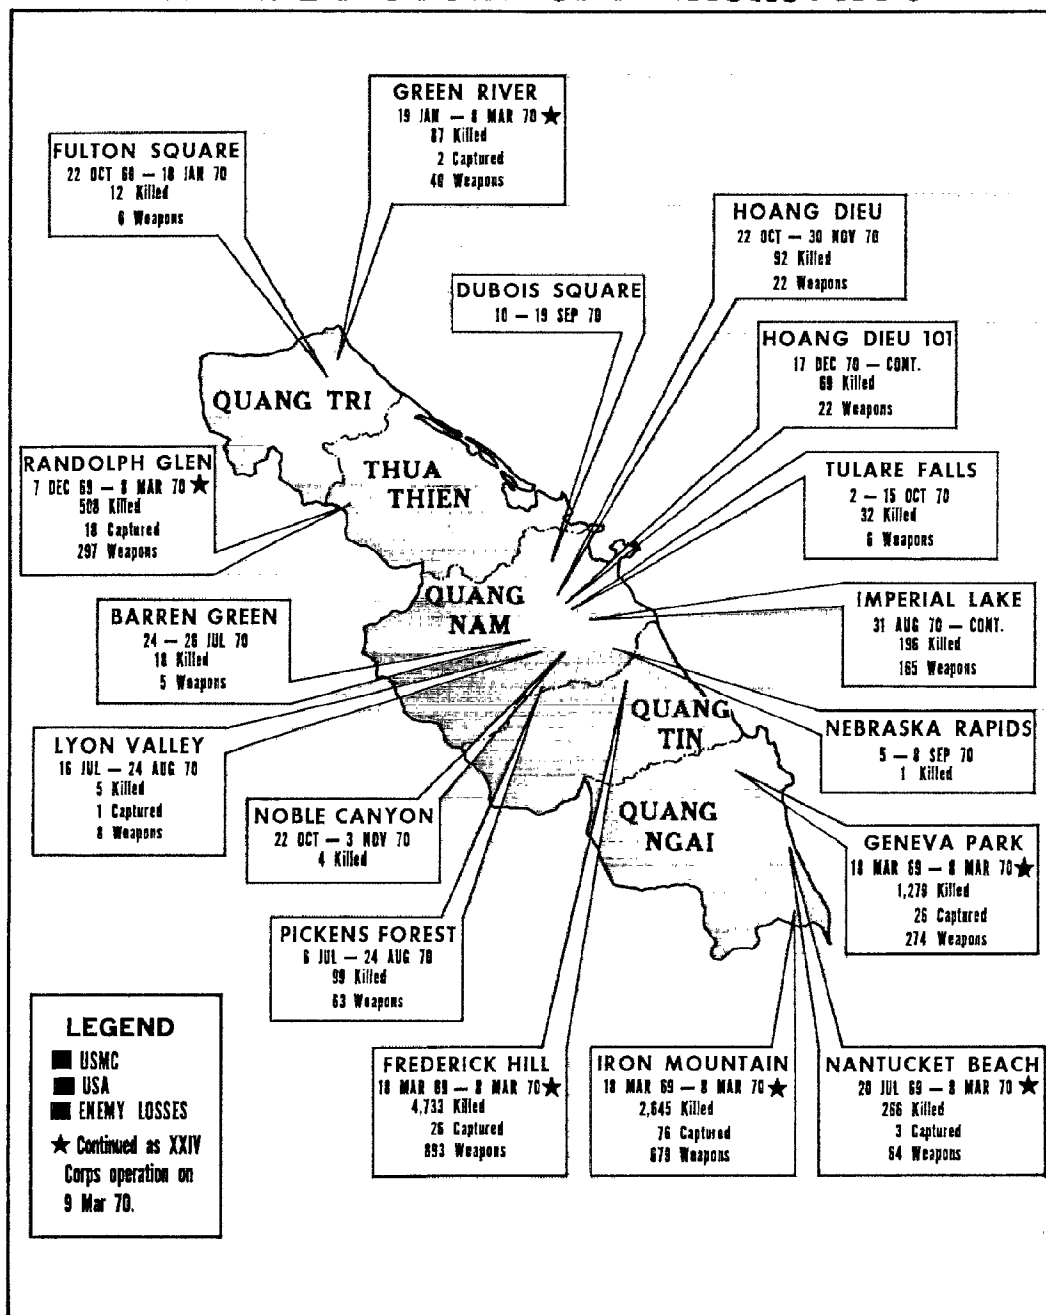 GREEN RIVER
19 JAN — 8 MAR 70 ★
87 Killed
2 Captured
40 Weapons
FULTON SQUARE
22 OCT 69 — 18 JAN 70
12 Killed
6 Weapons
HOANG DIEU
22 OCT — 30 NOV 70
92 Killed
22 Weapons
DUBOIS SQUARE
10 — 19 SEP 70
HOANG DIEU 101
17 DEC 70 — CONT.
69 Killed
22 Weapons
QUANG TRI
RANDOLPH GLEN
7 DEC 69 — 8 MAR 70 ★
508 Killed
18 Captured
297 Weapons
THUA
THIEN
TULARE FALLS
2 — 15 OCT 70
32 Killed
6 Weapons
QUANG
NAM
BARREN GREEN
24 — 26 JUL 70
18 Killed
5 Weapons
IMPERIAL LAKE
31 AUG 70 — CONT.
196 Killed
165 Weapons
QUANG
TIN
NEBRASKA RAPIDS
5 — 8 SEP 70
1 Killed
LYON VALLEY
16 JUL — 24 AUG 70
5 Killed
1 Captured
8 Weapons
NOBLE CANYON
22 OCT — 3 NOV 70
4 Killed
QUANG
NGAI
GENEVA PARK
18 MAR 69 — 8 MAR 70 ★
Killed
26 Captured
274 Weapons
PICKENS FOREST
6 JUL — 24 AUG 70
99 Killed
63 Weapons
LEGEND
USMC
USA
ENEMY LOSSES
★ Continued as XXIV
Corps operation on
9 Mar 70.
FREDERICK HILL
18 MAR 69 — 8 MAR 70 ★
4,733 Killed
26 Captured
893 Weapons
IRON MOUNTAIN
18 MAR 69 — 8 MAR 70 ★
2,645 Killed
76 Captured
679 Weapons
NANTUCKET BEACH
20 JUL 69 — 8 MAR 70 ★
266 Killed
3 Captured
64 Weapons